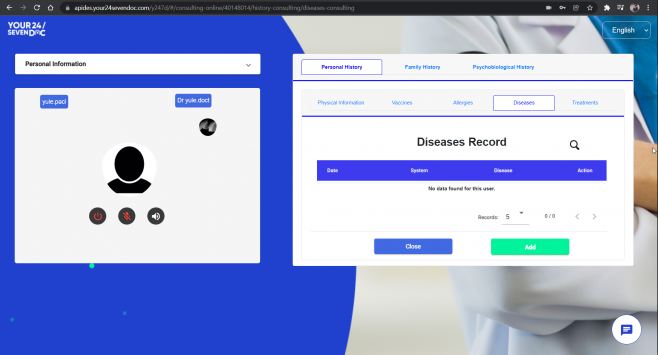 apides.your24sevendoc.com/y247d/#/consulting-online/40148014/history-consulting/diseases-consulting
YOUR 24/
SEVEN DOC
English
Personal Information
Personal History
Family History
Psychobiological History
yule.paci
Dr yule.doct
Physical Information
Vaccines
Allergies
Diseases
Treatments
Diseases Record
Date
System
Disease
Action
No data found for this user.
Records: 5
0 / 0
Close
Add